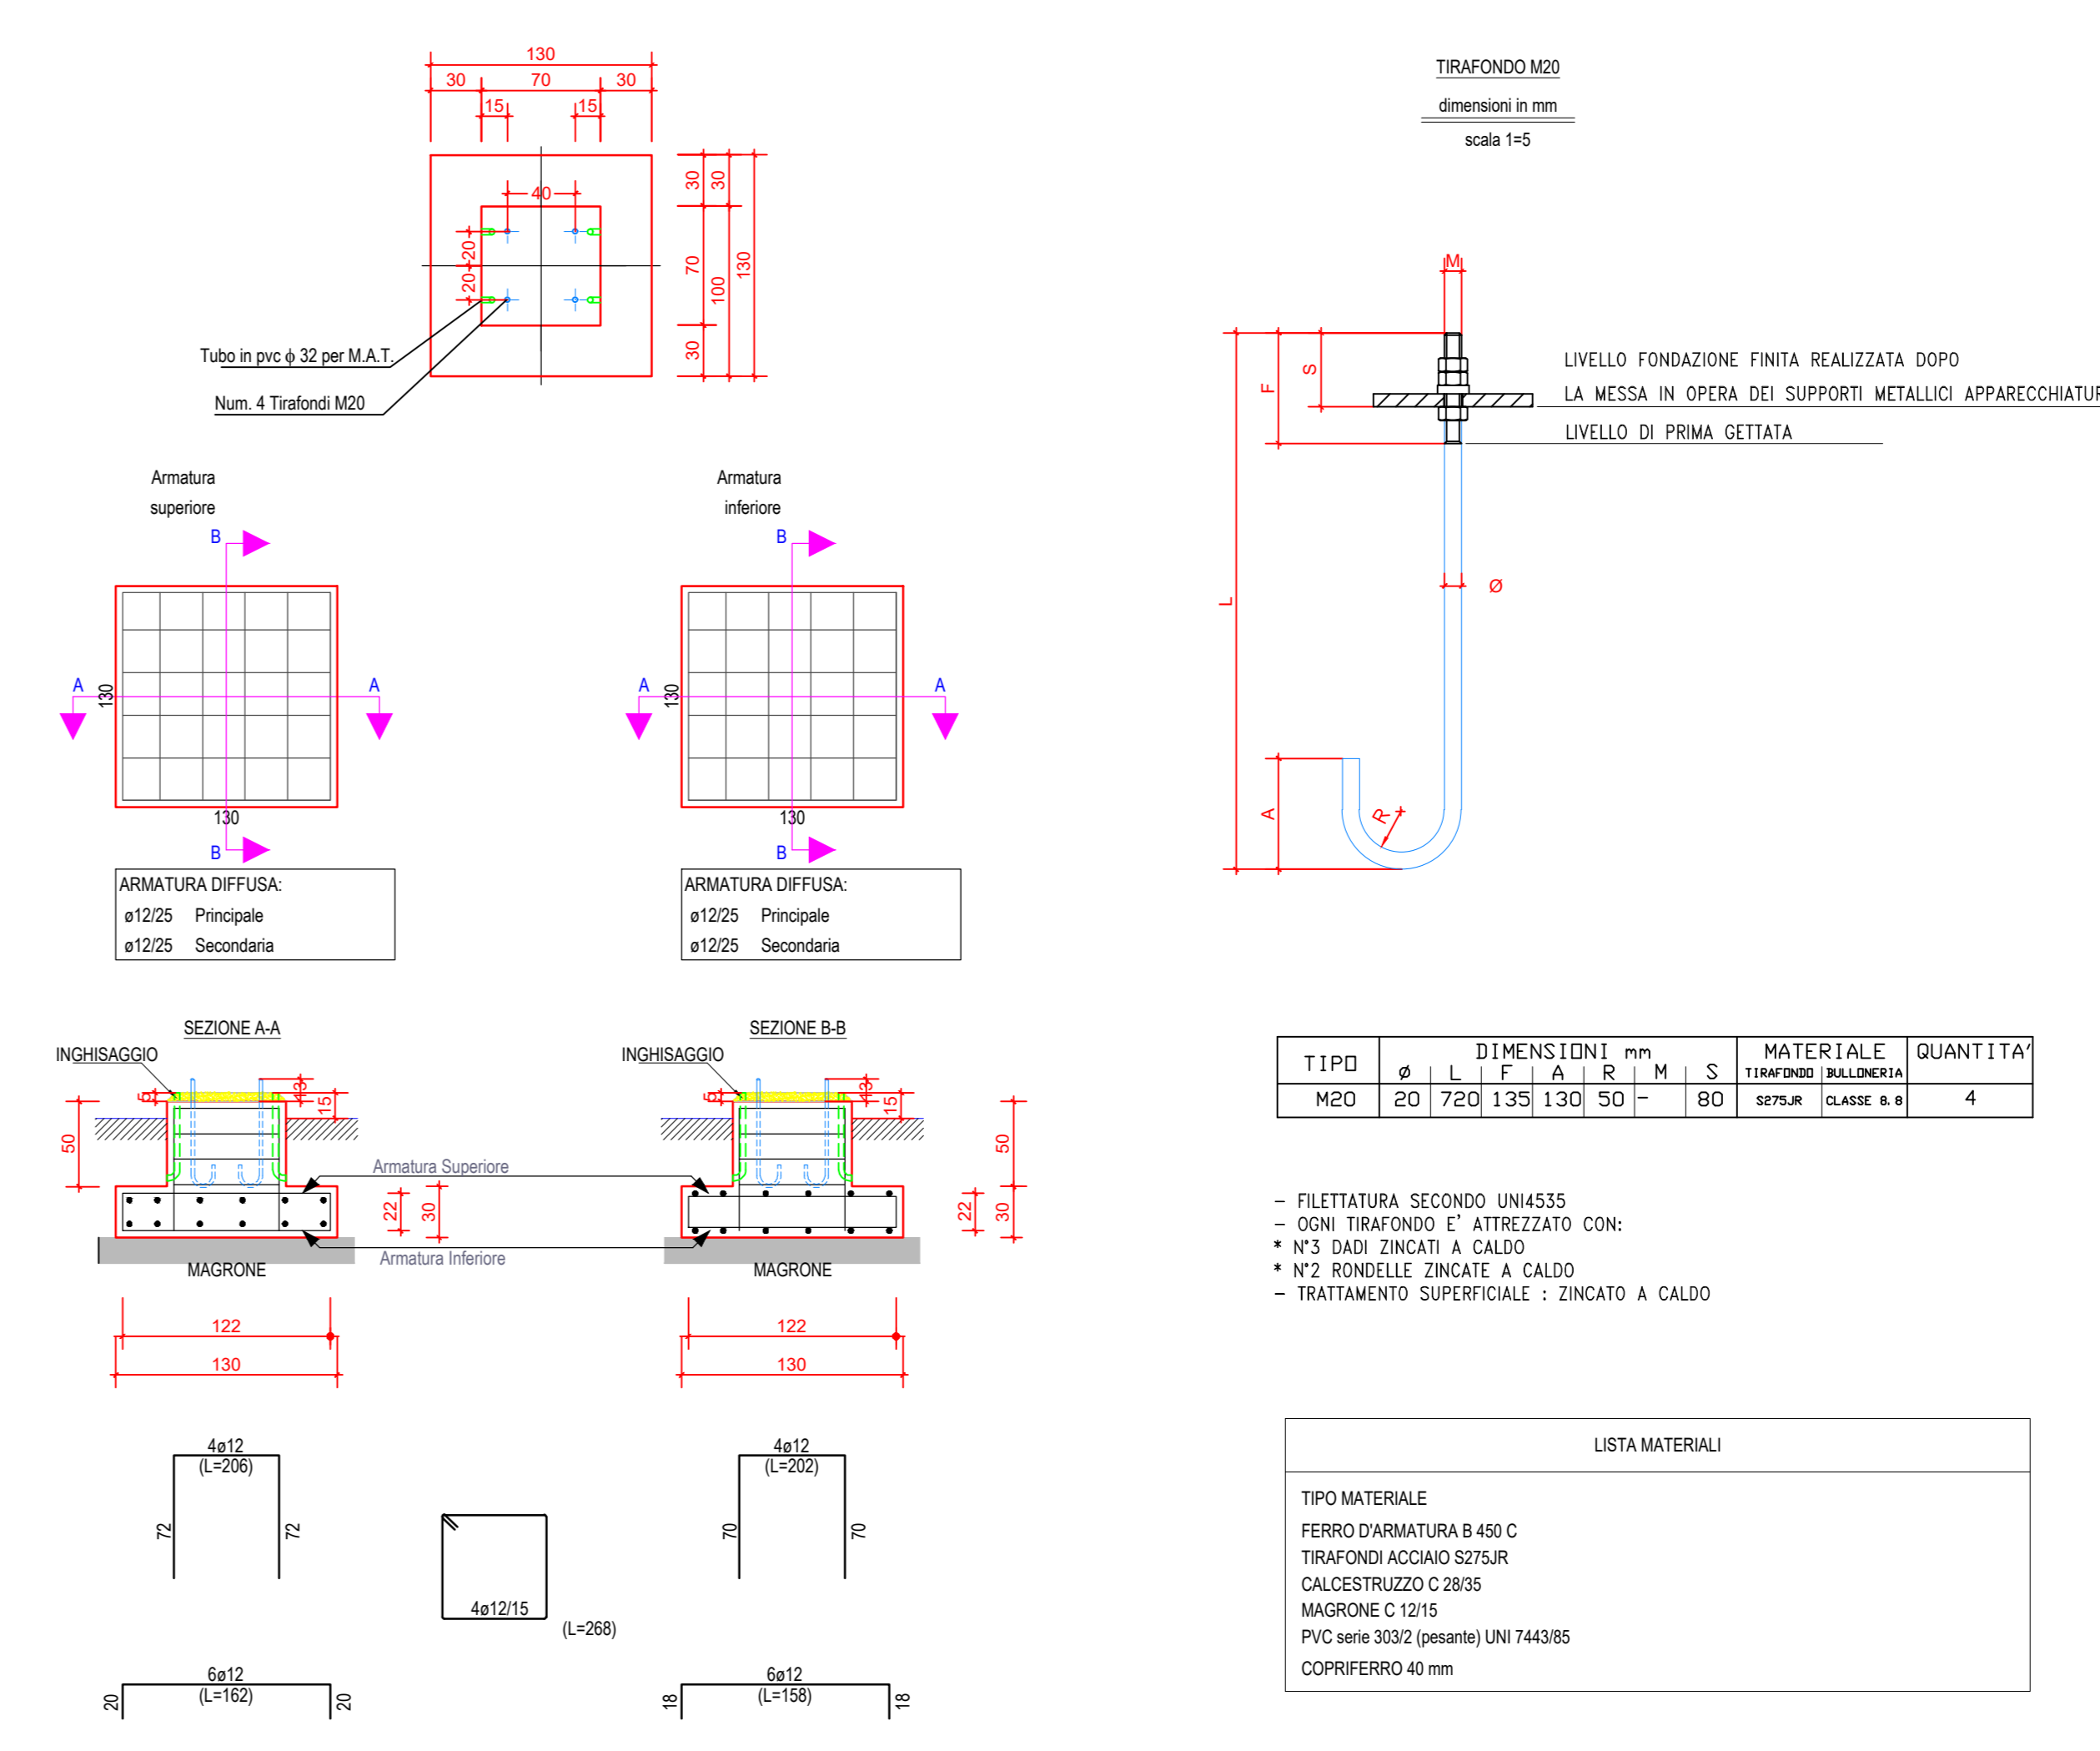 130
30 70 30
15 15
40
20
20
30 30
70 100 130
30
Tubo in pvc ϕ 32 per M.A.T.
Num. 4 Tirafondi M20
Armatura
superiore
B
A A
130
130
B
ARMATURA DIFFUSA:
ø12/25 Principale
ø12/25 Secondaria
Armatura
inferiore
B
A A
130
130
B
ARMATURA DIFFUSA:
ø12/25 Principale
ø12/25 Secondaria
SEZIONE A-A
INGHISAGGIO
5 13
15
50
22 30
MAGRONE
122
130
Armatura Superiore
Armatura Inferiore
SEZIONE B-B
INGHISAGGIO
5 13
15
50
22 30
MAGRONE
122
130
4ø12
(L=206)
72 72
4ø12/15
(L=268)
4ø12
(L=202)
70 70
6ø12
(L=162)
20 20
6ø12
(L=158)
18 18
TIRAFONDO M20
dimensioni in mm
scala 1=5
M
F S
L
Ø
A
R
LIVELLO FONDAZIONE FINITA REALIZZATA DOPO
LA MESSA IN OPERA DEI SUPPORTI METALLICI APPARECCHIATUR
LIVELLO DI PRIMA GETTATA
TIPO DIMENSIONI mm MATERIALE QUANTITA'
Ø L F A R M S TIRAFONDO BULLONERIA
M20 20 720 135 130 50 - 80 S275JR CLASSE 8.8 4
- FILETTATURA SECONDO UNI4535
- OGNI TIRAFONDO E' ATTREZZATO CON:
* N°3 DADI ZINCATI A CALDO
* N°2 RONDELLE ZINCATE A CALDO
- TRATTAMENTO SUPERFICIALE : ZINCATO A CALDO
LISTA MATERIALI
TIPO MATERIALE
FERRO D'ARMATURA B 450 C
TIRAFONDI ACCIAIO S275JR
CALCESTRUZZO C 28/35
MAGRONE C 12/15
PVC serie 303/2 (pesante) UNI 7443/85
COPRIFERRO 40 mm